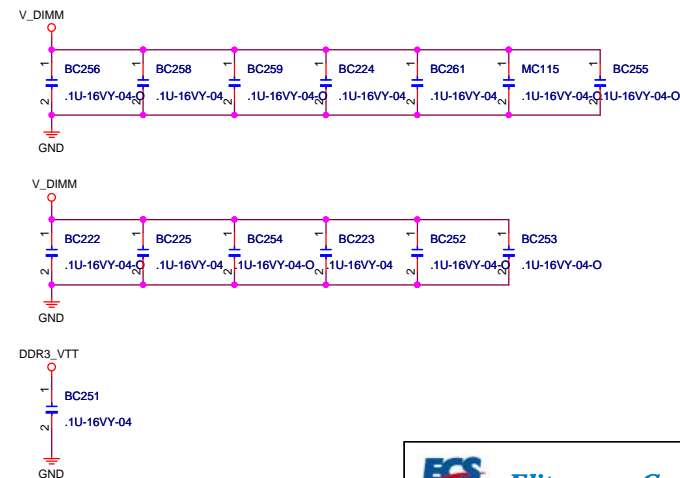 V_DIMM
1 1 1 1 1 1 1
BC256 BC258 BC259 BC224 BC261 MC115 BC255
.1U-16VY-04-O .1U-16VY-04 .1U-16VY-04-O .1U-16VY-04 .1U-16VY-04 .1U-16VY-04-O .1U-16VY-04-O
2 2 2 2 2 2 2
GND
V_DIMM
1 1 1 1 1 1
BC222 BC225 BC254 BC223 BC252 BC253
.1U-16VY-04-O .1U-16VY-04 .1U-16VY-04-O .1U-16VY-04 .1U-16VY-04-O .1U-16VY-04-O
2 2 2 2 2 2
GND
DDR3_VTT
1
BC251
.1U-16VY-04
2
GND
ECS